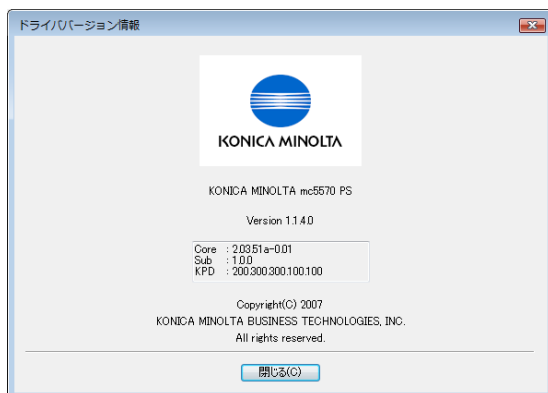 ドライババージョン情報
KONICA MINOLTA
KONICA MINOLTA mc5570 PS
Version 1.1.4.0
Core : 2.03.51a-0.01
Sub : 1.0.0
KPD : 200.300.300.100.100
Copyright(C) 2007
KONICA MINOLTA BUSINESS TECHNOLOGIES, INC.
All rights reserved.
閉じる(C)